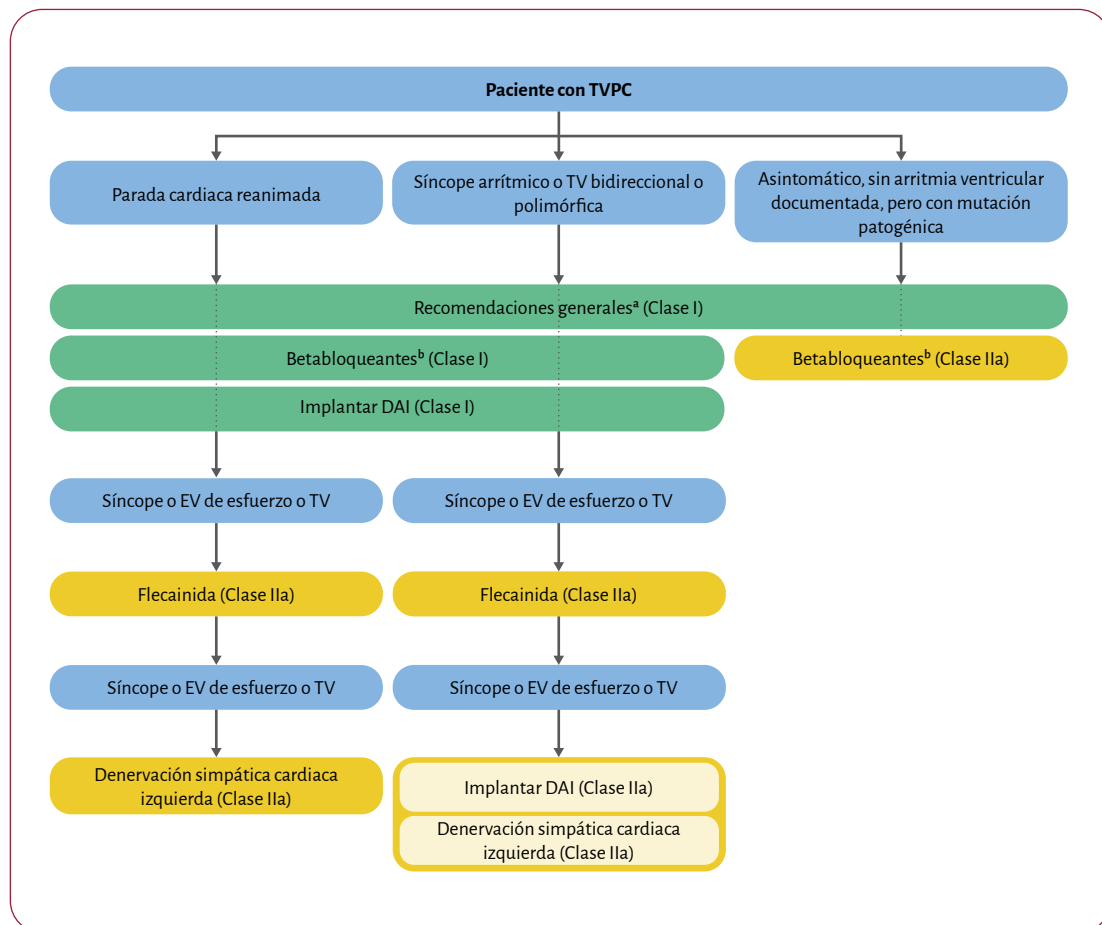 Paciente con TVPC
Parada cardiaca reanimada
Síncope arrítmico o TV bidireccional o
polimórfica
Asintomático, sin arritmia ventricular
documentada, pero con mutación
patogénica
Recomendaciones generalesª (Clase I)
Betabloqueantesᵇ (Clase I)
Betabloqueantesᵇ (Clase IIa)
Implantar DAI (Clase I)
Síncope o EV de esfuerzo o TV
Síncope o EV de esfuerzo o TV
Flecainida (Clase IIa)
Flecainida (Clase IIa)
Síncope o EV de esfuerzo o TV
Síncope o EV de esfuerzo o TV
Denervación simpática cardiaca
izquierda (Clase IIa)
Implantar DAI (Clase IIa)
Denervación simpática cardiaca
izquierda (Clase IIa)